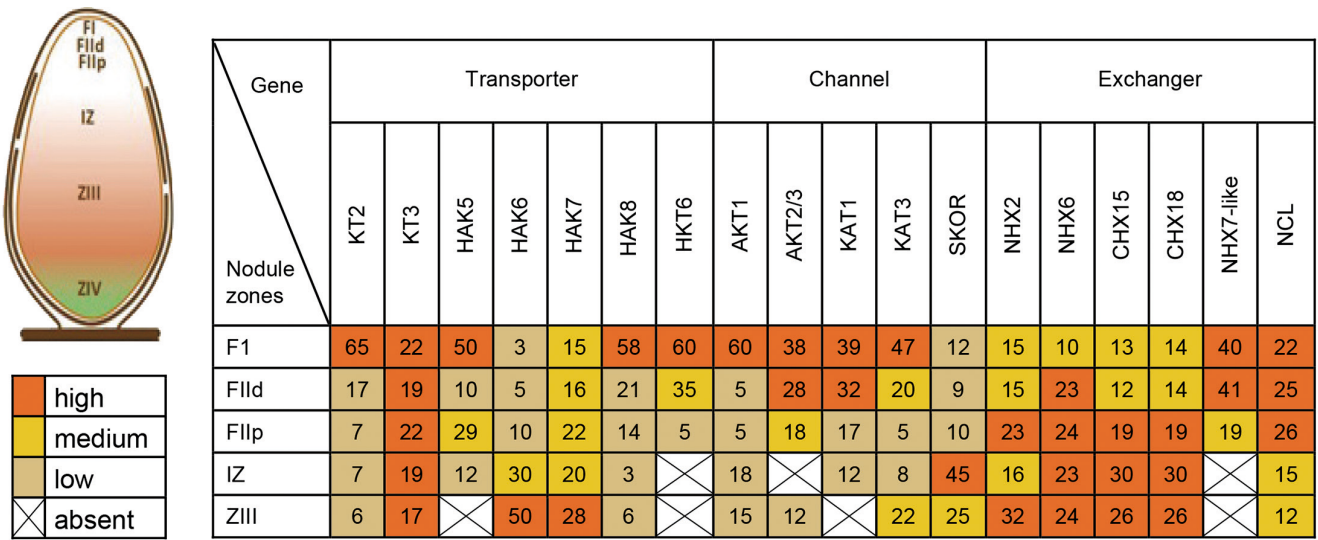 FI
FIId
FIIp
IZ
ZIII
ZIV
high
medium
low
absent
Gene Transporter Channel Exchanger
Nodule zones KT2 KT3 HAK5 HAK6 HAK7 HAK8 HKT6 AKT1 AKT2/3 KAT1 KAT3 SKOR NHX2 NHX6 CHX15 CHX18 NHX7-like NCL
F1 65 22 50 3 15 58 60 60 38 39 47 12 15 10 13 14 40 22
FIId 17 19 10 5 16 21 35 5 28 32 20 9 15 23 12 14 41 25
FIIp 7 22 29 10 22 14 5 5 18 17 5 10 23 24 19 19 19 26
IZ 7 19 12 30 20 3 18 12 8 45 16 23 30 30 15
ZIII 6 17 50 28 6 15 12 22 25 32 24 26 26 12